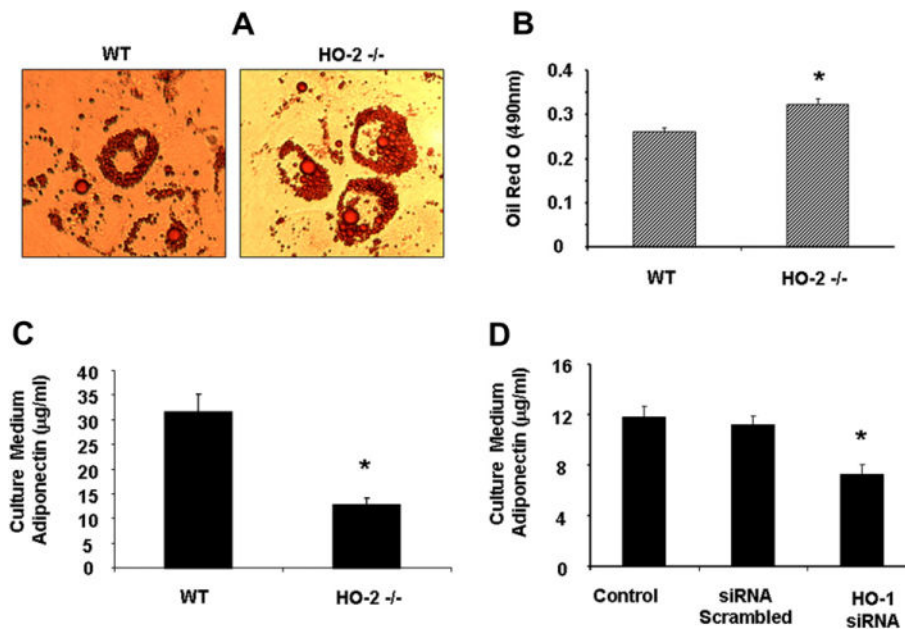 A
WT
HO-2 -/-
B
Oil Red O (490nm)
0.4
0.3
0.2
0.1
0
*
WT
HO-2 -/-
C
Culture Medium
Adiponectin (µg/ml)
40
35
30
25
20
15
10
5
0
*
WT
HO-2 -/-
D
Culture Medium
Adiponectin (µg/ml)
16
12
8
4
0
*
Control
siRNA
Scrambled
HO-1
siRNA